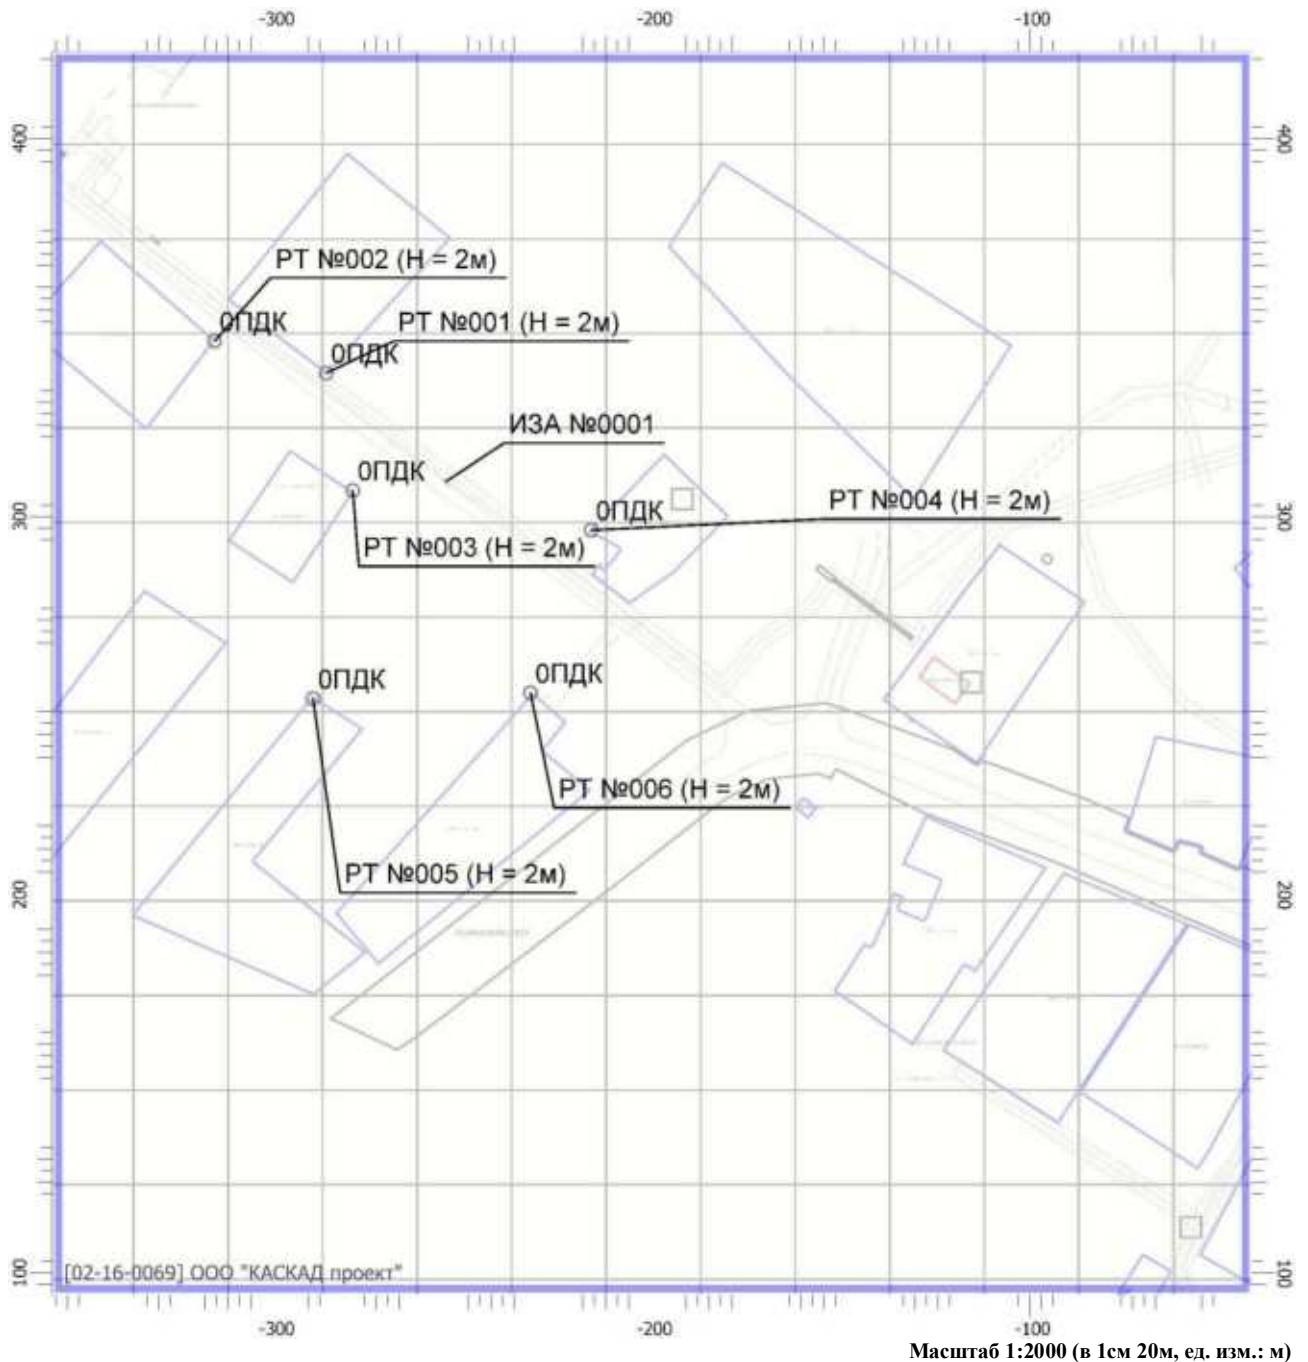 -300 -200 -100
400 400
РТ №002 (Н = 2м)
0ПДК
РТ №001 (Н = 2м)
0ПДК
ИЗА №0001
0ПДК
0ПДК
РТ №004 (Н = 2м)
300 300
РТ №003 (Н = 2м)
0ПДК
0ПДК
РТ №006 (Н = 2м)
РТ №005 (Н = 2м)
200 200
[02-16-0069] ООО "КАСКАД проект"
100 100
-300 -200 -100
Масштаб 1:2000 (в 1см 20м, ед. изм.: м)